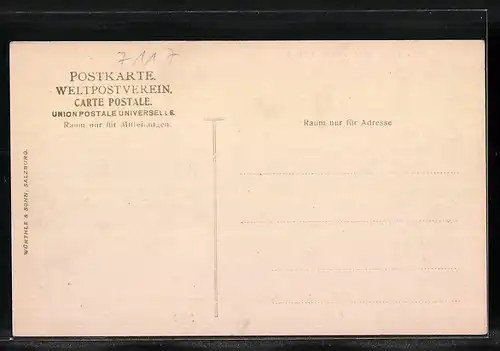 7117
POSTKARTE.
WELTPOSTVEREIN.
CARTE POSTALE.
UNION POSTALE UNIVERSELLE.
Raum nur für Mitteilungen.
Raum nur für Adresse
WÜRTHLE & SOHN, SALZBURG.